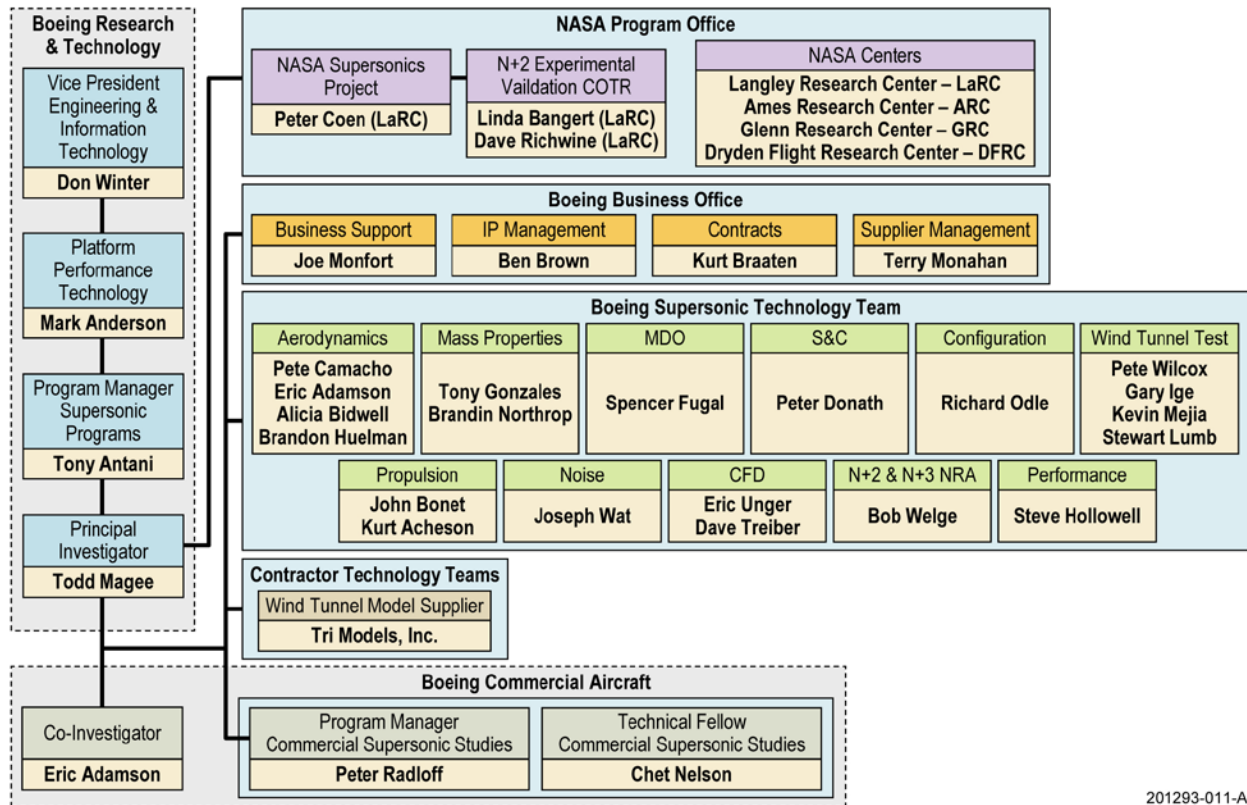 Boeing Research
& Technology
Vice President
Engineering &
Information
Technology
Don Winter
Platform
Performance
Technology
Mark Anderson
Program Manager
Supersonic
Programs
Tony Antani
Principal
Investigator
Todd Magee
NASA Program Office
NASA Supersonics
Project
Peter Coen (LaRC)
N+2 Experimental
Vaildation COTR
Linda Bangert (LaRC)
Dave Richwine (LaRC)
NASA Centers
Langley Research Center – LaRC
Ames Research Center – ARC
Glenn Research Center – GRC
Dryden Flight Research Center – DFRC
Boeing Business Office
Business Support
Joe Monfort
IP Management
Ben Brown
Contracts
Kurt Braaten
Supplier Management
Terry Monahan
Boeing Supersonic Technology Team
Aerodynamics
Pete Camacho
Eric Adamson
Alicia Bidwell
Brandon Huelman
Mass Properties
Tony Gonzales
Brandin Northrop
MDO
Spencer Fugal
S&C
Peter Donath
Configuration
Richard Odle
Wind Tunnel Test
Pete Wilcox
Gary Ige
Kevin Mejia
Stewart Lumb
Propulsion
John Bonet
Kurt Acheson
Noise
Joseph Wat
CFD
Eric Unger
Dave Treiber
N+2 & N+3 NRA
Bob Welge
Performance
Steve Hollowell
Contractor Technology Teams
Wind Tunnel Model Supplier
Tri Models, Inc.
Boeing Commercial Aircraft
Co-Investigator
Eric Adamson
Program Manager
Commercial Supersonic Studies
Peter Radloff
Technical Fellow
Commercial Supersonic Studies
Chet Nelson
201293-011-A